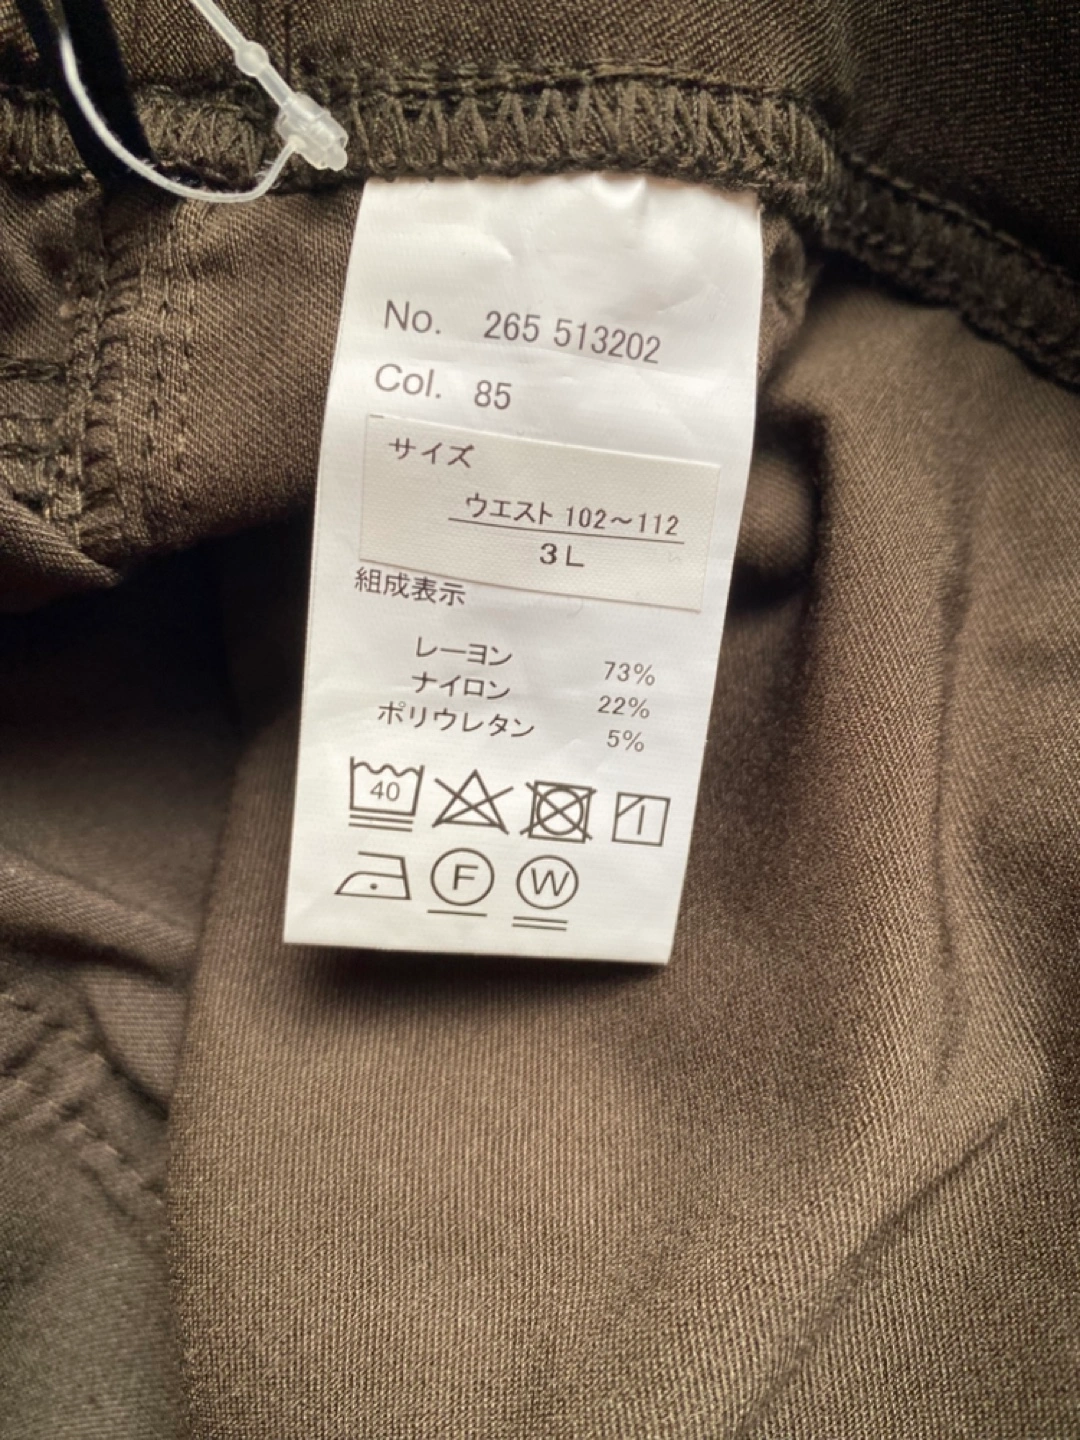 No. 265 513202
Col. 85
サイズ
ウエスト 102～112
3L
組成表示
レーヨン 73%
ナイロン 22%
ポリウレタン 5%
40
F W